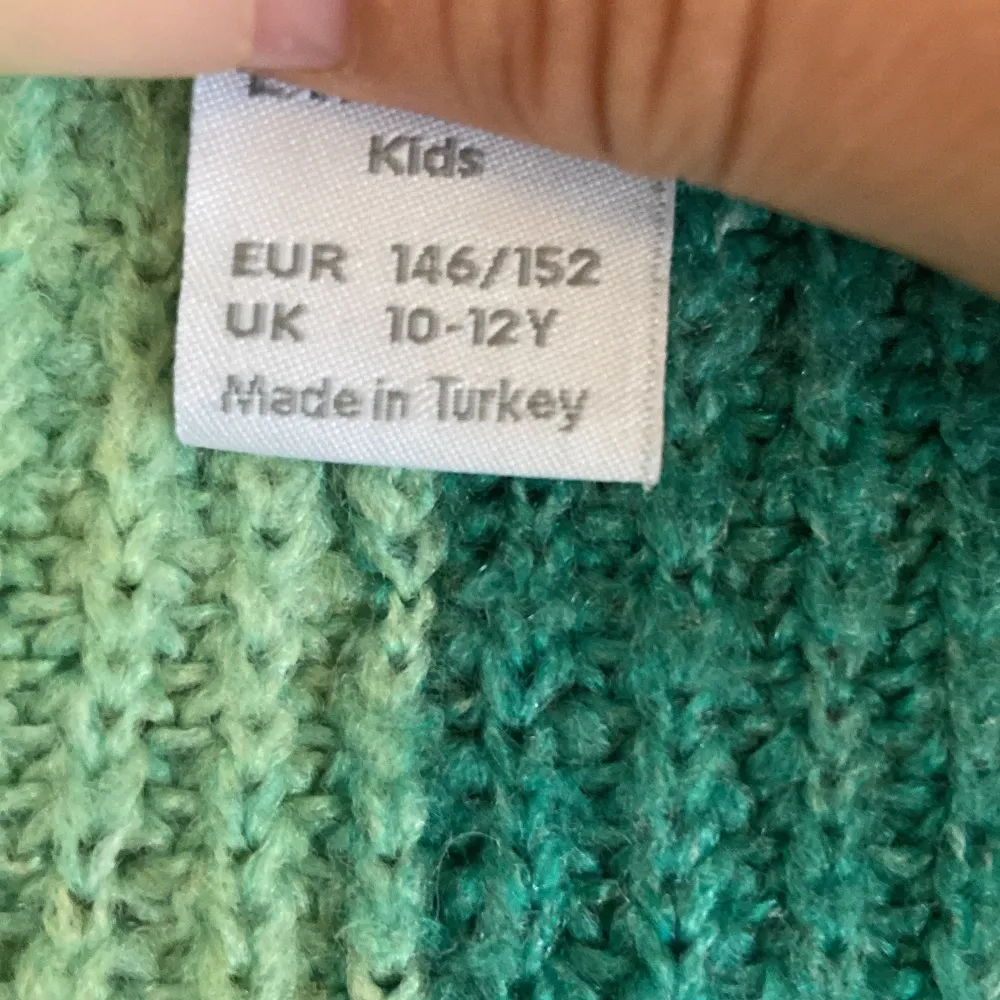 Kids
EUR 146/152
UK 10-12Y
Made in Turkey